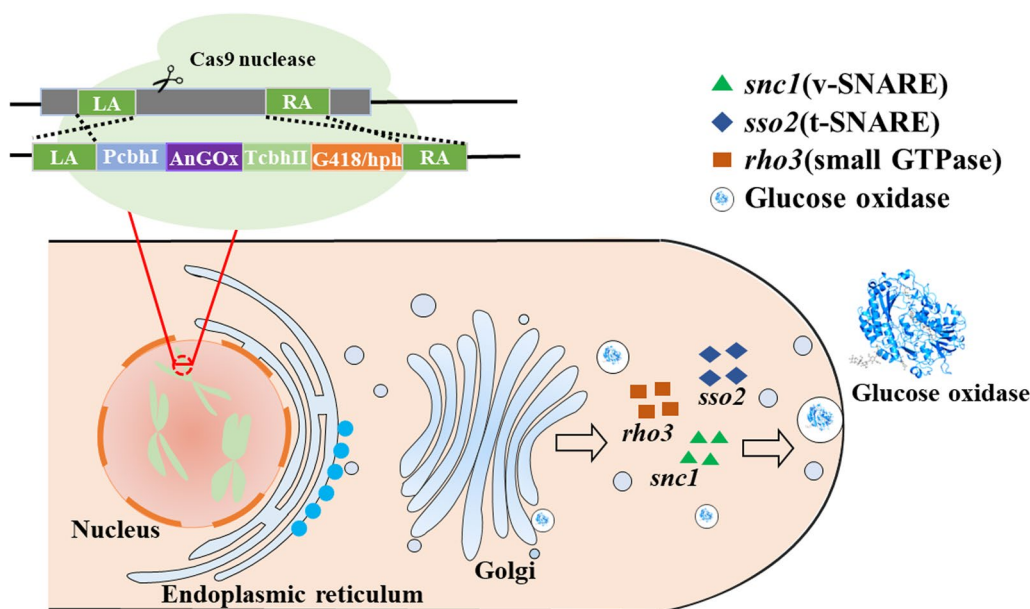 Cas9 nuclease
LA
RA
LA
PcbhI
AnGOx
TcbhII
G418/hph
RA
snc1(v-SNARE)
sso2(t-SNARE)
rho3(small GTPase)
Glucose oxidase
Glucose oxidase
sso2
rho3
snc1
Nucleus
Golgi
Endoplasmic reticulum